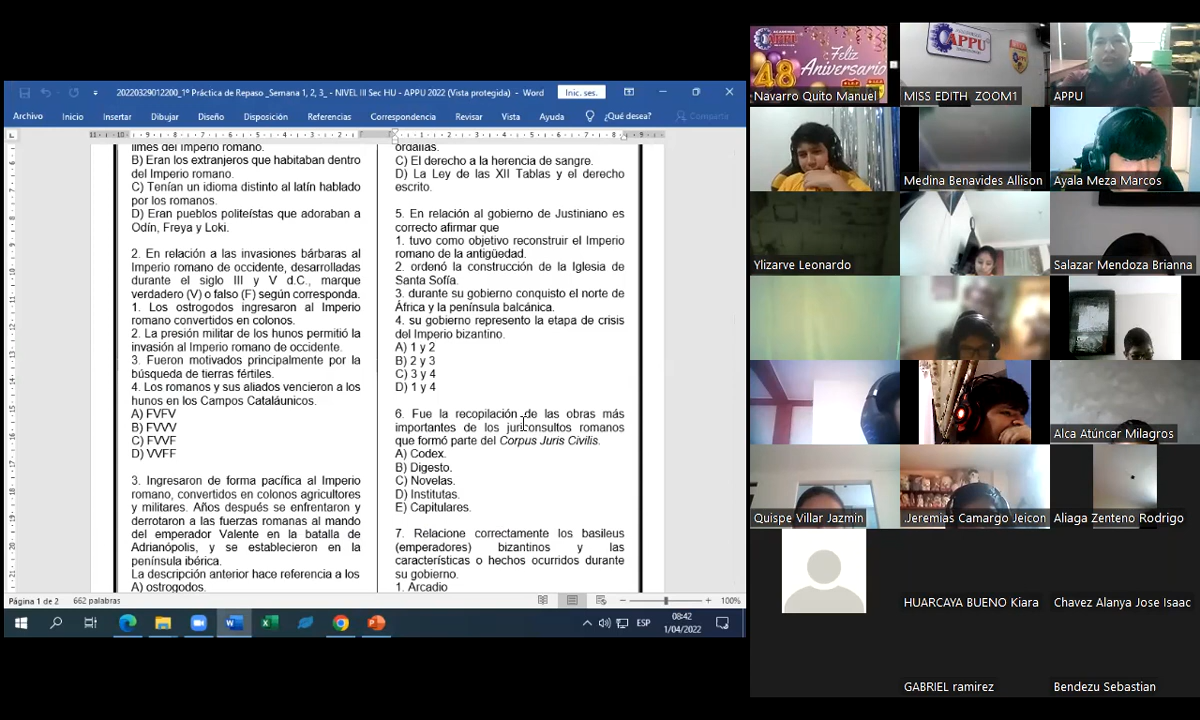 20220329012200_1º Práctica de Repaso _Semana 1, 2, 3_ - NIVEL III Sec HU - APPU 2022 (Vista protegida) - Word
Inic. ses.
Archivo Inicio Insertar Dibujar Diseño Disposición Referencias Correspondencia Revisar Vista Ayuda ¿Qué desea? Compartir
limes del Imperio romano.
B) Eran los extranjeros que habitaban dentro
del Imperio romano.
C) Tenían un idioma distinto al latín hablado
por los romanos.
D) Eran pueblos politeístas que adoraban a
Odín, Freya y Loki.
2. En relación a las invasiones bárbaras al
Imperio romano de occidente, desarrolladas
durante el siglo III y V d.C., marque
verdadero (V) o falso (F) según corresponda.
1. Los ostrogodos ingresaron al Imperio
romano convertidos en colonos.
2. La presión militar de los hunos permitió la
invasión al Imperio romano de occidente.
3. Fueron motivados principalmente por la
búsqueda de tierras fértiles.
4. Los romanos y sus aliados vencieron a los
hunos en los Campos Cataláunicos.
A) FVFV
B) FVVV
C) FVVF
D) VVFF
3. Ingresaron de forma pacífica al Imperio
romano, convertidos en colonos agricultores
y militares. Años después se enfrentaron y
derrotaron a las fuerzas romanas al mando
del emperador Valente en la batalla de
Adrianópolis, y se establecieron en la
península ibérica.
La descripción anterior hace referencia a los
A) ostrogodos.
ordalías.
C) El derecho a la herencia de sangre.
D) La Ley de las XII Tablas y el derecho
escrito.
5. En relación al gobierno de Justiniano es
correcto afirmar que
1. tuvo como objetivo reconstruir el Imperio
romano de la antigüedad.
2. ordenó la construcción de la Iglesia de
Santa Sofía.
3. durante su gobierno conquisto el norte de
África y la península balcánica.
4. su gobierno represento la etapa de crisis
del Imperio bizantino.
A) 1 y 2
B) 2 y 3
C) 3 y 4
D) 1 y 4
6. Fue la recopilación de las obras más
importantes de los jurisconsultos romanos
que formó parte del Corpus Juris Civilis.
A) Codex.
B) Digesto.
C) Novelas.
D) Institutas.
E) Capitulares.
7. Relacione correctamente los basileus
(emperadores) bizantinos y las
características o hechos ocurridos durante
su gobierno.
1. Arcadio
Página 1 de 2 662 palabras
100%
ESP
08:42
1/04/2022
APPU
Feliz
48 Aniversario
Navarro Quito Manuel
APPU
MISS EDITH ZOOM1
APPU
Medina Benavides Allison
Ayala Meza Marcos
Ylizarve Leonardo
Salazar Mendoza Brianna
Alca Atúncar Milagros
Quispe Villar Jazmin
.Jeremias Camargo Jeicon
Aliaga Zenteno Rodrigo
HUARCAYA BUENO Kiara
Chavez Alanya Jose Isaac
GABRIEL ramirez
Bendezu Sebastian